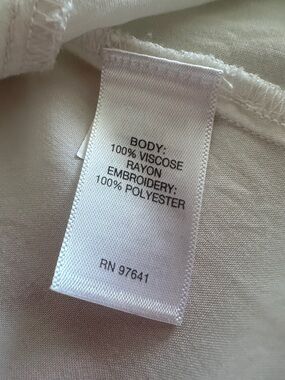 BODY:
100% VISCOSE
RAYON
EMBROIDERY:
100% POLYESTER
RN 97641